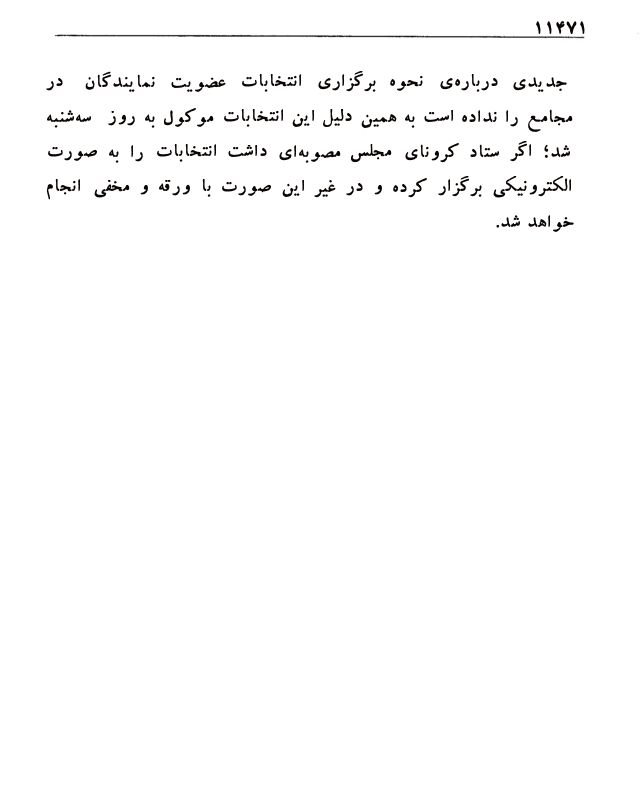 ۱۱۴۷۱
جدیدی درباره‌ی نحوه برگزاری انتخابات عضویت نمایندگان در
مجامع را نداده است به همین دلیل این انتخابات موکول به روز سه‌شنبه
شد؛ اگر ستاد کرونای مجلس مصوبه‌ای داشت انتخابات را به صورت
الکترونیکی برگزار کرده و در غیر این صورت با ورقه و مخفی انجام
خواهد شد.